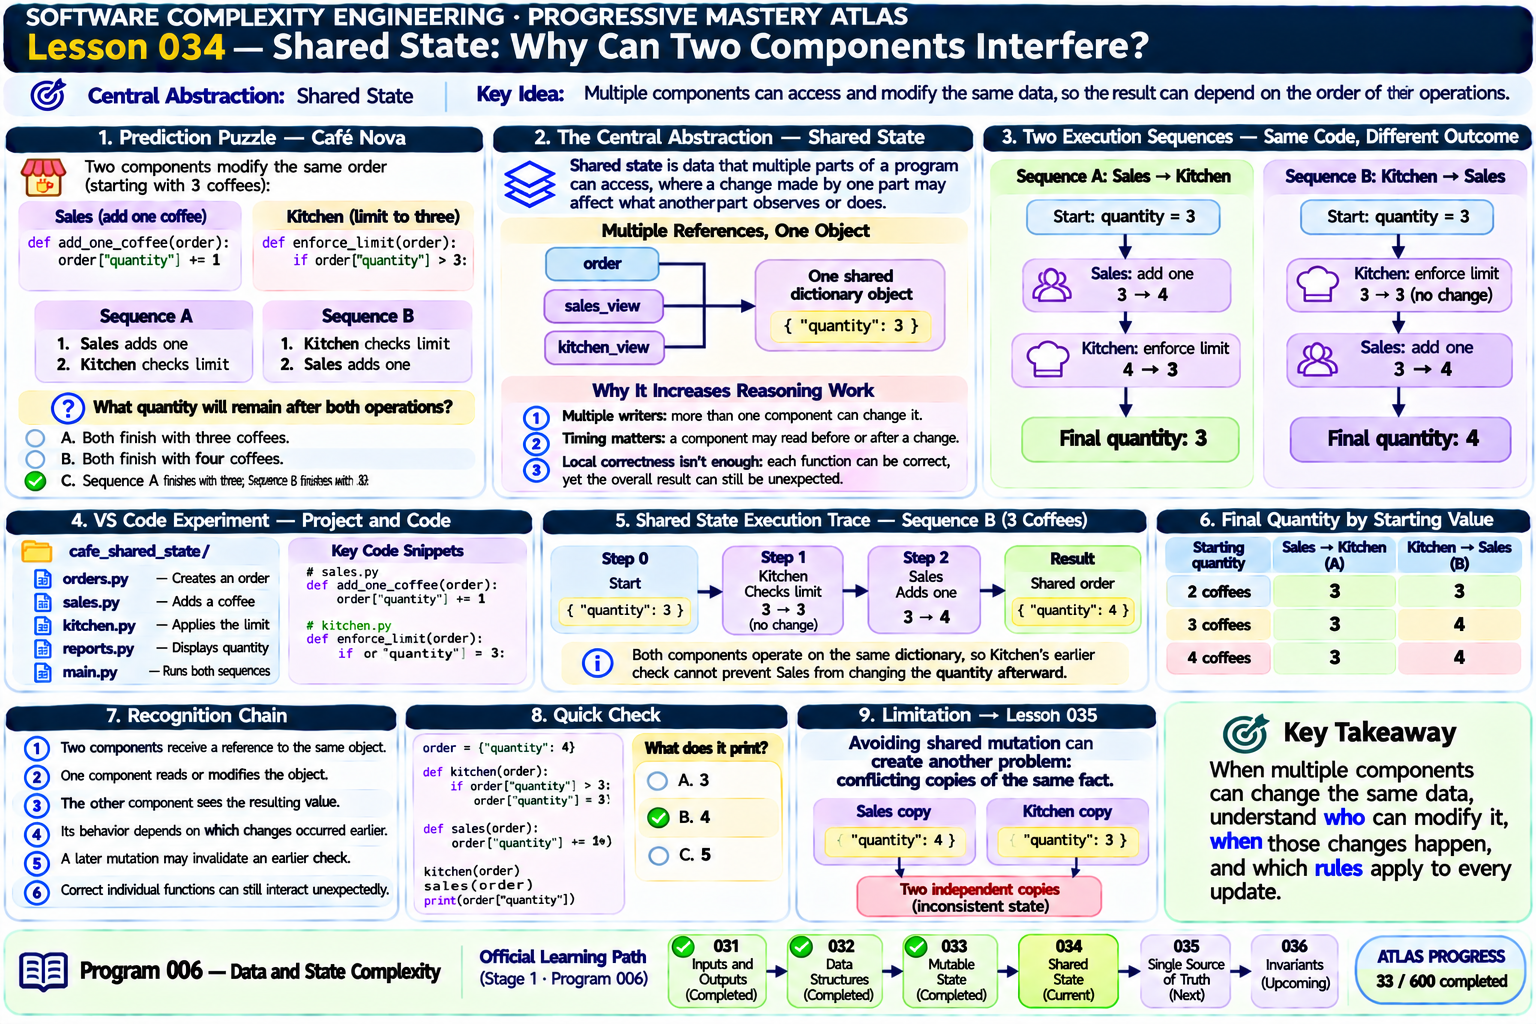 SOFTWARE COMPLEXITY ENGINEERING · PROGRESSIVE MASTERY ATLAS
Lesson 034 — Shared State: Why Can Two Components Interfere?
Central Abstraction: Shared State
Key Idea: Multiple components can access and modify the same data, so the result can depend on the order of their operations.
1. Prediction Puzzle — Café Nova
Two components modify the same order
(starting with 3 coffees):
Sales (add one coffee)
def add_one_coffee(order):
order["quantity"] += 1
Kitchen (limit to three)
def enforce_limit(order):
if order["quantity"] > 3:
Sequence A
1. Sales adds one
2. Kitchen checks limit
Sequence B
1. Kitchen checks limit
2. Sales adds one
? What quantity will remain after both operations?
A. Both finish with three coffees.
B. Both finish with four coffees.
C. Sequence A finishes with three; Sequence B finishes with
2. The Central Abstraction — Shared State
Shared state is data that multiple parts of a program
can access, where a change made by one part may
affect what another part observes or does.
Multiple References, One Object
order
sales_view
kitchen_view
One shared
dictionary object
{ "quantity": 3 }
Why It Increases Reasoning Work
1 Multiple writers: more than one component can change it.
2 Timing matters: a component may read before or after a change.
3 Local correctness isn't enough: each function can be correct,
yet the overall result can still be unexpected.
3. Two Execution Sequences — Same Code, Different Outcome
Sequence A: Sales → Kitchen
Start: quantity = 3
Sales: add one
3 → 4
Kitchen: enforce limit
4 → 3
Final quantity: 3
Sequence B: Kitchen → Sales
Start: quantity = 3
Kitchen: enforce limit
3 → 3 (no change)
Sales: add one
3 → 4
Final quantity: 4
4. VS Code Experiment — Project and Code
cafe_shared_state/
orders.py — Creates an order
sales.py — Adds a coffee
kitchen.py — Applies the limit
reports.py — Displays quantity
main.py — Runs both sequences
Key Code Snippets
# sales.py
def add_one_coffee(order):
order["quantity"] += 1
# kitchen.py
def enforce_limit(order):
if or "quantity"] = 3:
5. Shared State Execution Trace — Sequence B (3 Coffees)
Step 0
Start
{ "quantity": 3 }
Step 1
Kitchen
Checks limit
3 → 3
(no change)
Step 2
Sales
Adds one
3 → 4
Result
Shared order
{ "quantity": 4 }
i Both components operate on the same dictionary, so Kitchen's earlier
check cannot prevent Sales from changing the quantity afterward.
6. Final Quantity by Starting Value
Starting quantity Sales → Kitchen (A) Kitchen → Sales (B)
2 coffees 3 3
3 coffees 3 4
4 coffees 3 4
7. Recognition Chain
1 Two components receive a reference to the same object.
2 One component reads or modifies the object.
3 The other component sees the resulting value.
4 Its behavior depends on which changes occurred earlier.
5 A later mutation may invalidate an earlier check.
6 Correct individual functions can still interact unexpectedly.
8. Quick Check
order = {"quantity": 4}
def kitchen(order):
if order["quantity"] > 3:
order["quantity"] = 3
def sales(order):
order["quantity"] += 1
kitchen(order)
sales(order)
print(order["quantity"])
What does it print?
A. 3
B. 4
C. 5
9. Limitation → Lesson 035
Avoiding shared mutation can
create another problem:
conflicting copies of the same fact.
Sales copy
{ "quantity": 4 }
Kitchen copy
{ "quantity": 3 }
Two independent copies
(inconsistent state)
Key Takeaway
When multiple components
can change the same data,
understand who can modify it,
when those changes happen,
and which rules apply to every
update.
Program 006 — Data and State Complexity
Official Learning Path
(Stage 1 · Program 006)
031
Inputs and
Outputs
(Completed)
032
Data
Structures
(Completed)
033
Mutable
State
(Completed)
034
Shared
State
(Current)
035
Single Source
of Truth
(Next)
036
Invariants
(Upcoming)
ATLAS PROGRESS
33 / 600 completed